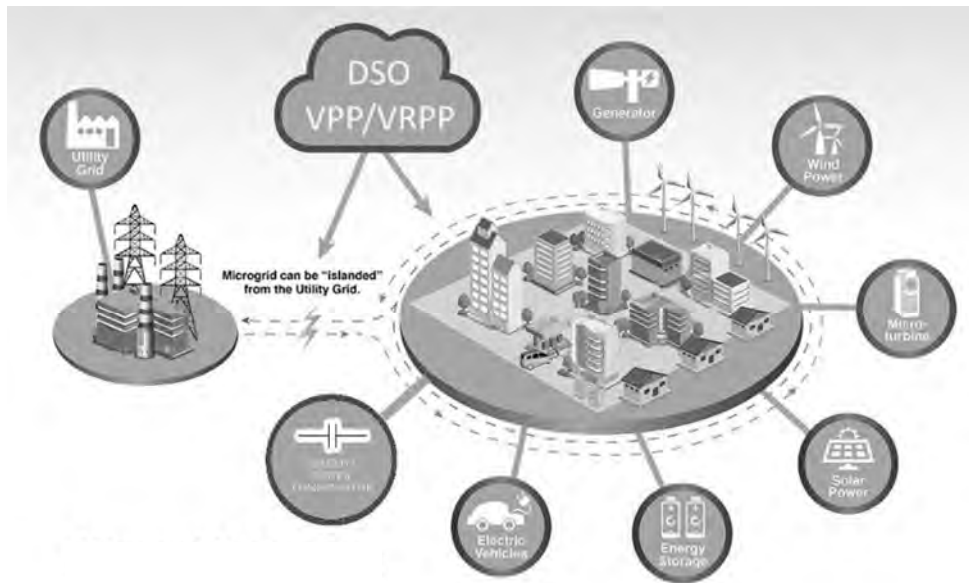 DSO
VPP/VRPP
Generator
Utility
Grid
Wind
Power
Microgrid can be "islanded"
from the Utility Grid.
Micro-
turbine
Solar
Power
Electric
Vehicles
Energy
Storage